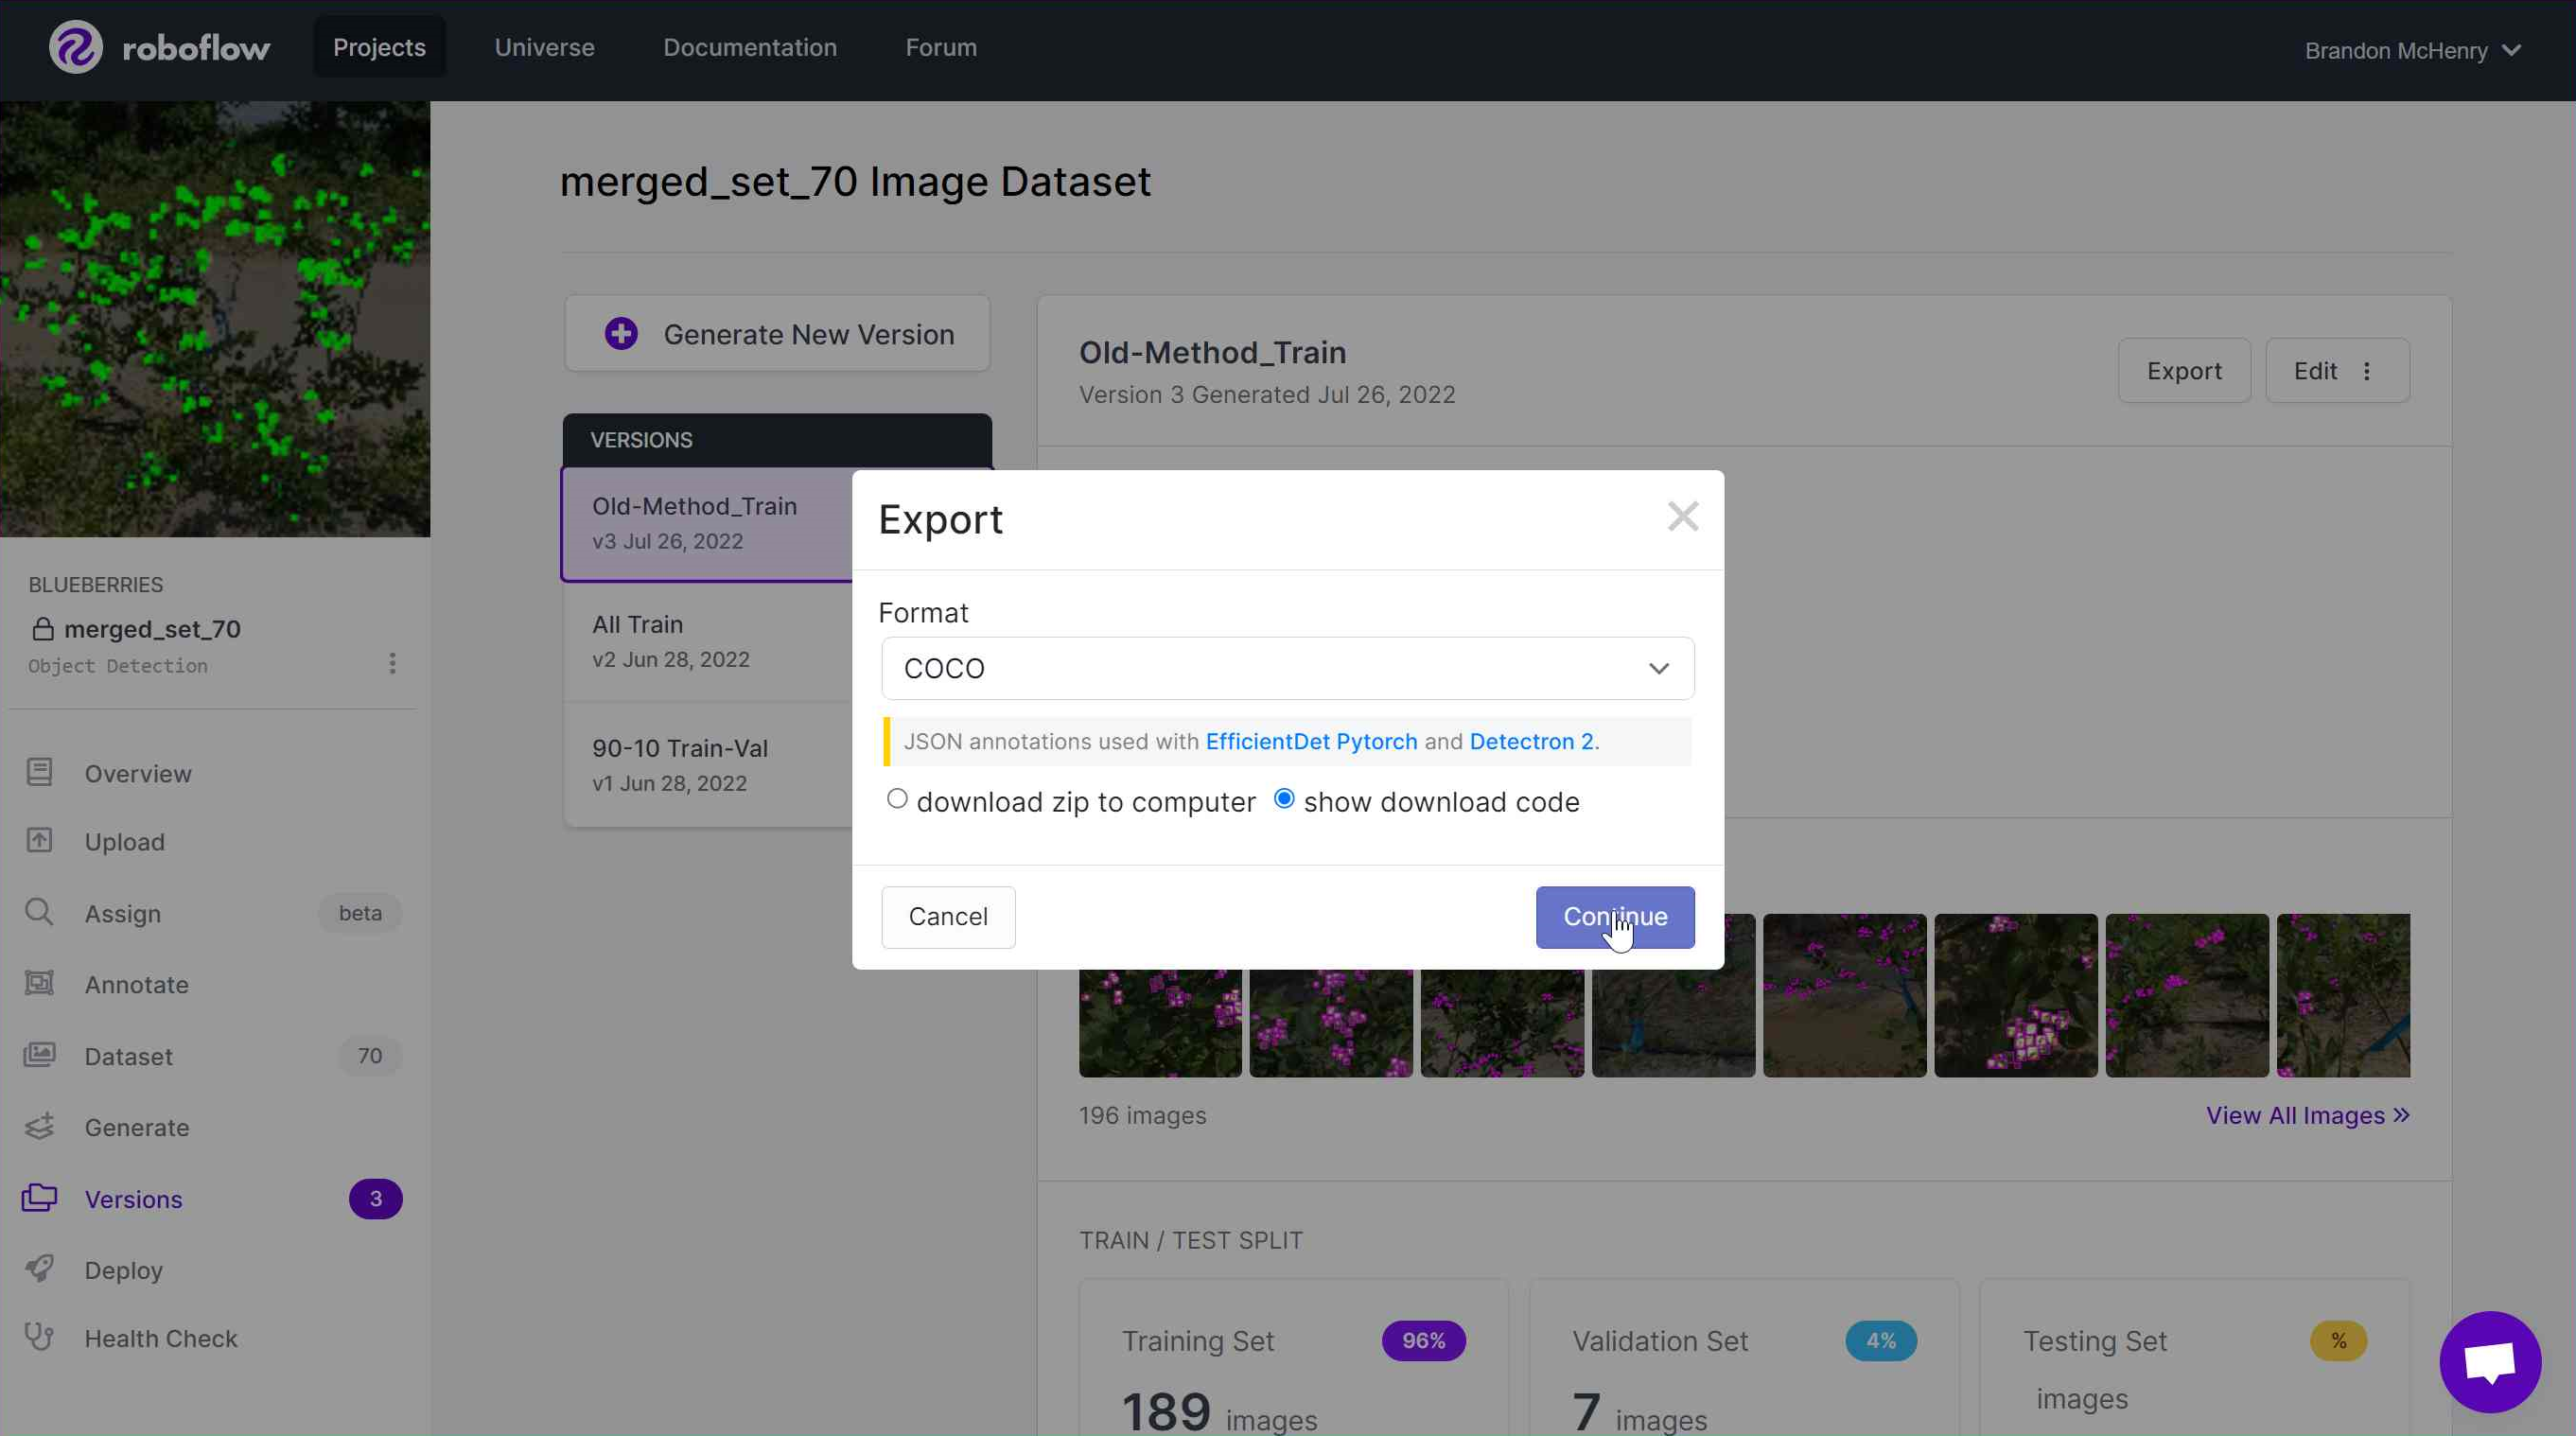 roboflow
Projects
Universe
Documentation
Forum
Brandon McHenry
merged_set_70 Image Dataset
Generate New Version
VERSIONS
Old-Method_Train
v3 Jul 26, 2022
All Train
v2 Jun 28, 2022
90-10 Train-Val
v1 Jun 28, 2022
Old-Method_Train
Version 3 Generated Jul 26, 2022
Export
Edit
BLUEBERRIES
merged_set_70
Object Detection
Overview
Upload
Assign beta
Annotate
Dataset 70
Generate
Versions 3
Deploy
Health Check
Export
Format
COCO
JSON annotations used with EfficientDet Pytorch and Detectron 2.
download zip to computer show download code
Cancel
Continue
196 images
View All Images »
TRAIN / TEST SPLIT
Training Set 96%
189 images
Validation Set 4%
7 images
Testing Set %
images